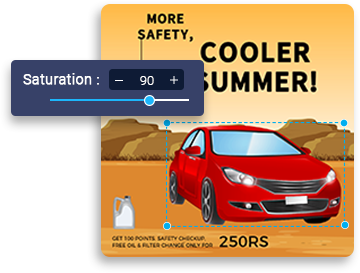 MORE
SAFETY,
COOLER
SUMMER!
Saturation : − 90 +
GET 100 POINTS. SAFETY CHECKUP,
FREE OIL & FILTER CHANGE ONLY FOR
250RS